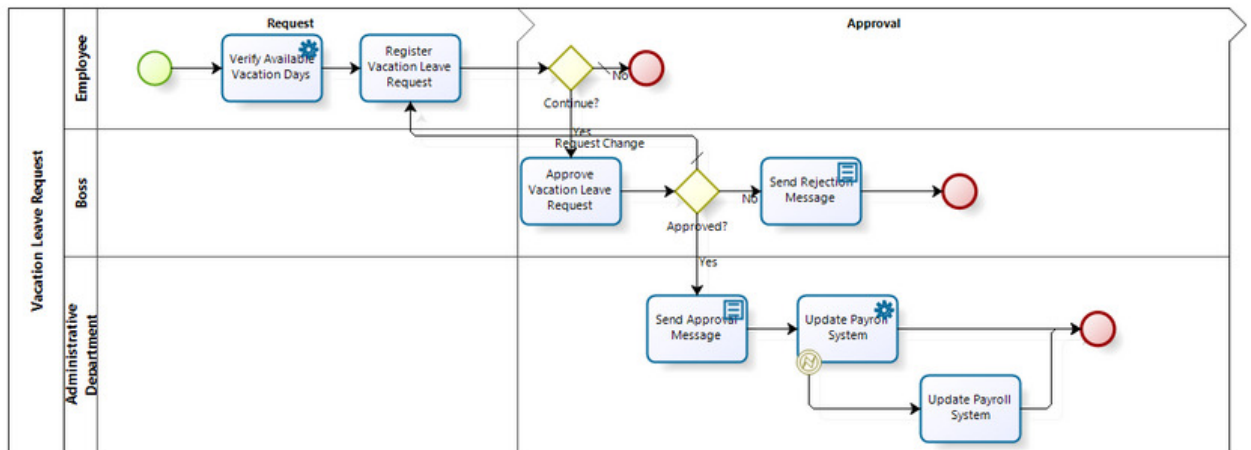 Vacation Leave Request
Request
Approval
Employee
Verify Available
Vacation Days
Register
Vacation Leave
Request
Continue?
No
Yes
Request Change
Boss
Approve
Vacation Leave
Request
Approved?
No
Send Rejection
Message
Yes
Administrative
Department
Send Approval
Message
Update Payroll
System
Update Payroll
System